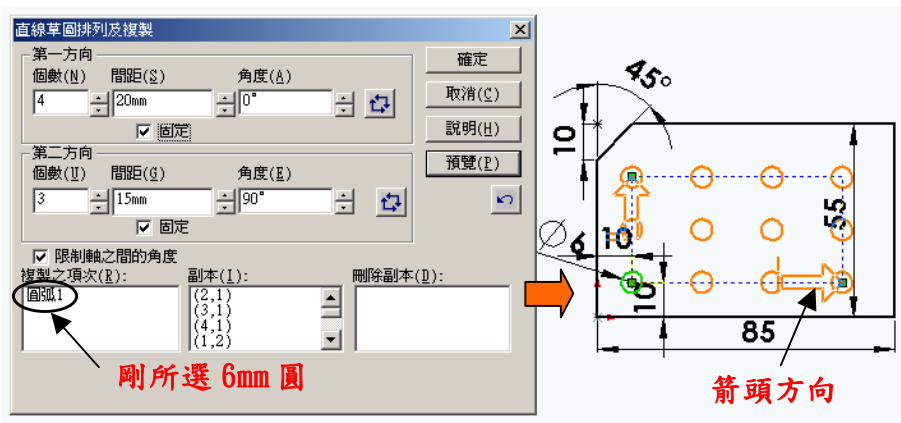 直線草圖排列及複製
第一方向
個數(N) 間距(S) 角度(A)
4 20mm 0°
固定
第二方向
個數(U) 間距(G) 角度(E)
3 15mm 90°
固定
限制軸之間的角度
複製之項次(R): 副本(I): 刪除副本(D):
圓弧1
(2,1)
(3,1)
(4,1)
(1,2)
確定
取消(C)
說明(H)
預覽(P)
剛所選 6mm 圓
45°
10
55
∅6
10
10
85
箭頭方向